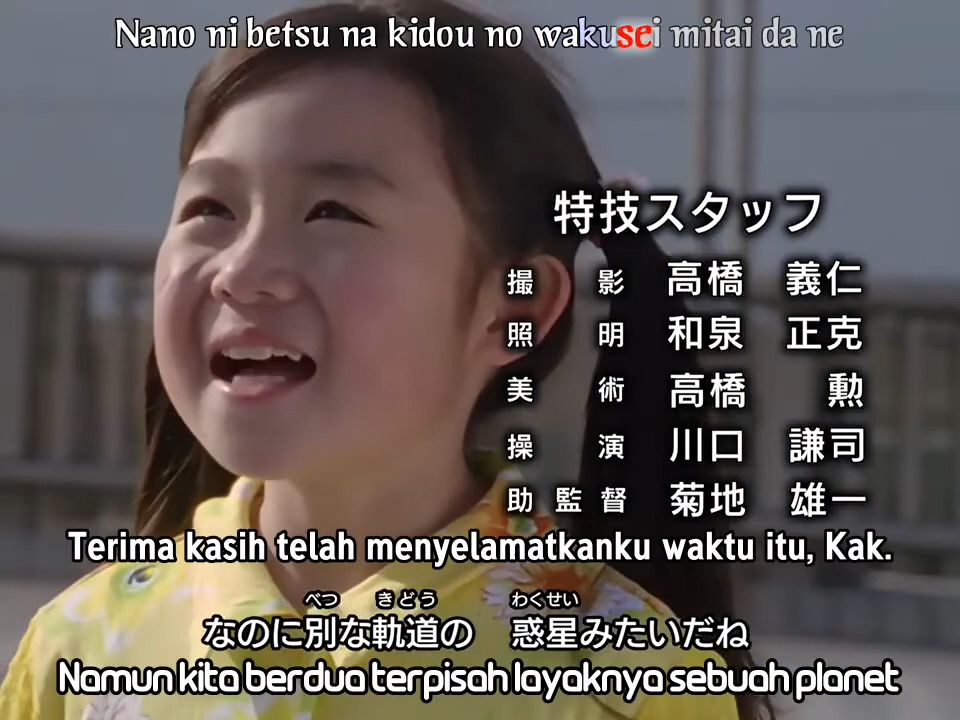 Nano ni betsu na kidou no wakusei mitai da ne
特技スタッフ
撮影 高橋 義仁
照明 和泉 正克
美術 高橋 勲
操演 川口 謙司
助監督 菊地 雄一
Terima kasih telah menyelamatkanku waktu itu, Kak.
べつ きどう わくせい
なのに別な軌道の 惑星みたいだね
Namun kita berdua terpisah layaknya sebuah planet